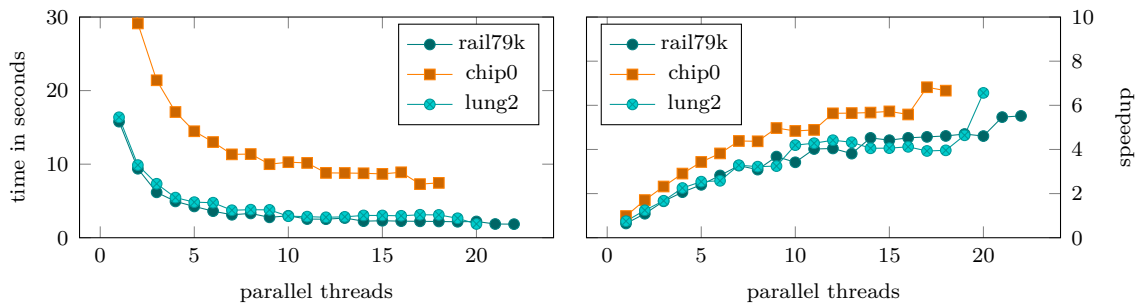 time in seconds
30
20
10
0
rail79k
chip0
lung2
0 5 10 15 20
parallel threads
rail79k
chip0
lung2
10
8
6
4
2
0
speedup
0 5 10 15 20
parallel threads